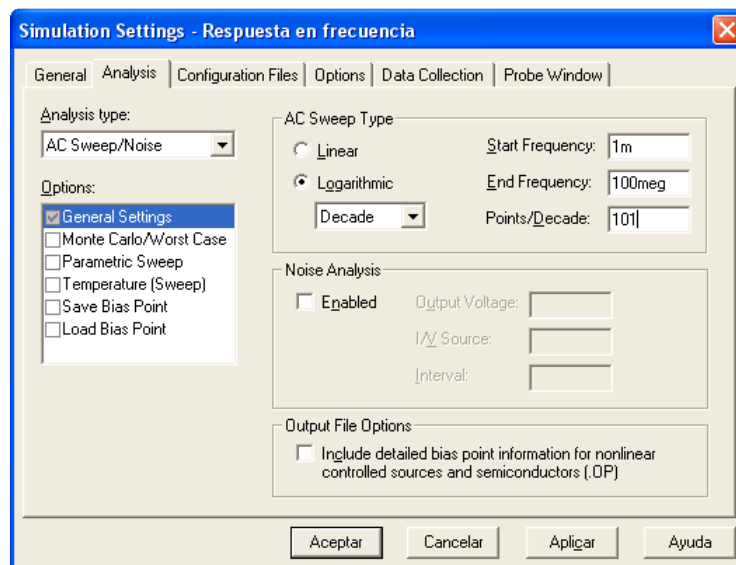 Simulation Settings - Respuesta en frecuencia
General Analysis Configuration Files Options Data Collection Probe Window
Analysis type:
AC Sweep/Noise
Options:
General Settings
Monte Carlo/Worst Case
Parametric Sweep
Temperature (Sweep)
Save Bias Point
Load Bias Point
AC Sweep Type
Linear
Logarithmic
Decade
Start Frequency: 1m
End Frequency: 100meg
Points/Decade: 101
Noise Analysis
Enabled
Output Voltage:
I/V Source:
Interval:
Output File Options
Include detailed bias point information for nonlinear
controlled sources and semiconductors (.OP)
Aceptar Cancelar Aplicar Ayuda